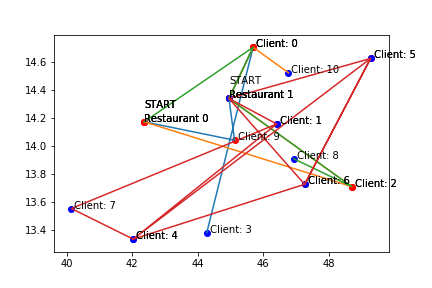 Client: 0
Client: 5
14.6
Client: 10
START
14.4
Restaurant 1
START
Restaurant 0
14.2
Client: 1
Client: 9
14.0
Client: 8
13.8
Client: 6
Client: 2
Client: 7
13.6
13.4
Client: 4
Client: 3
40
42
44
46
48